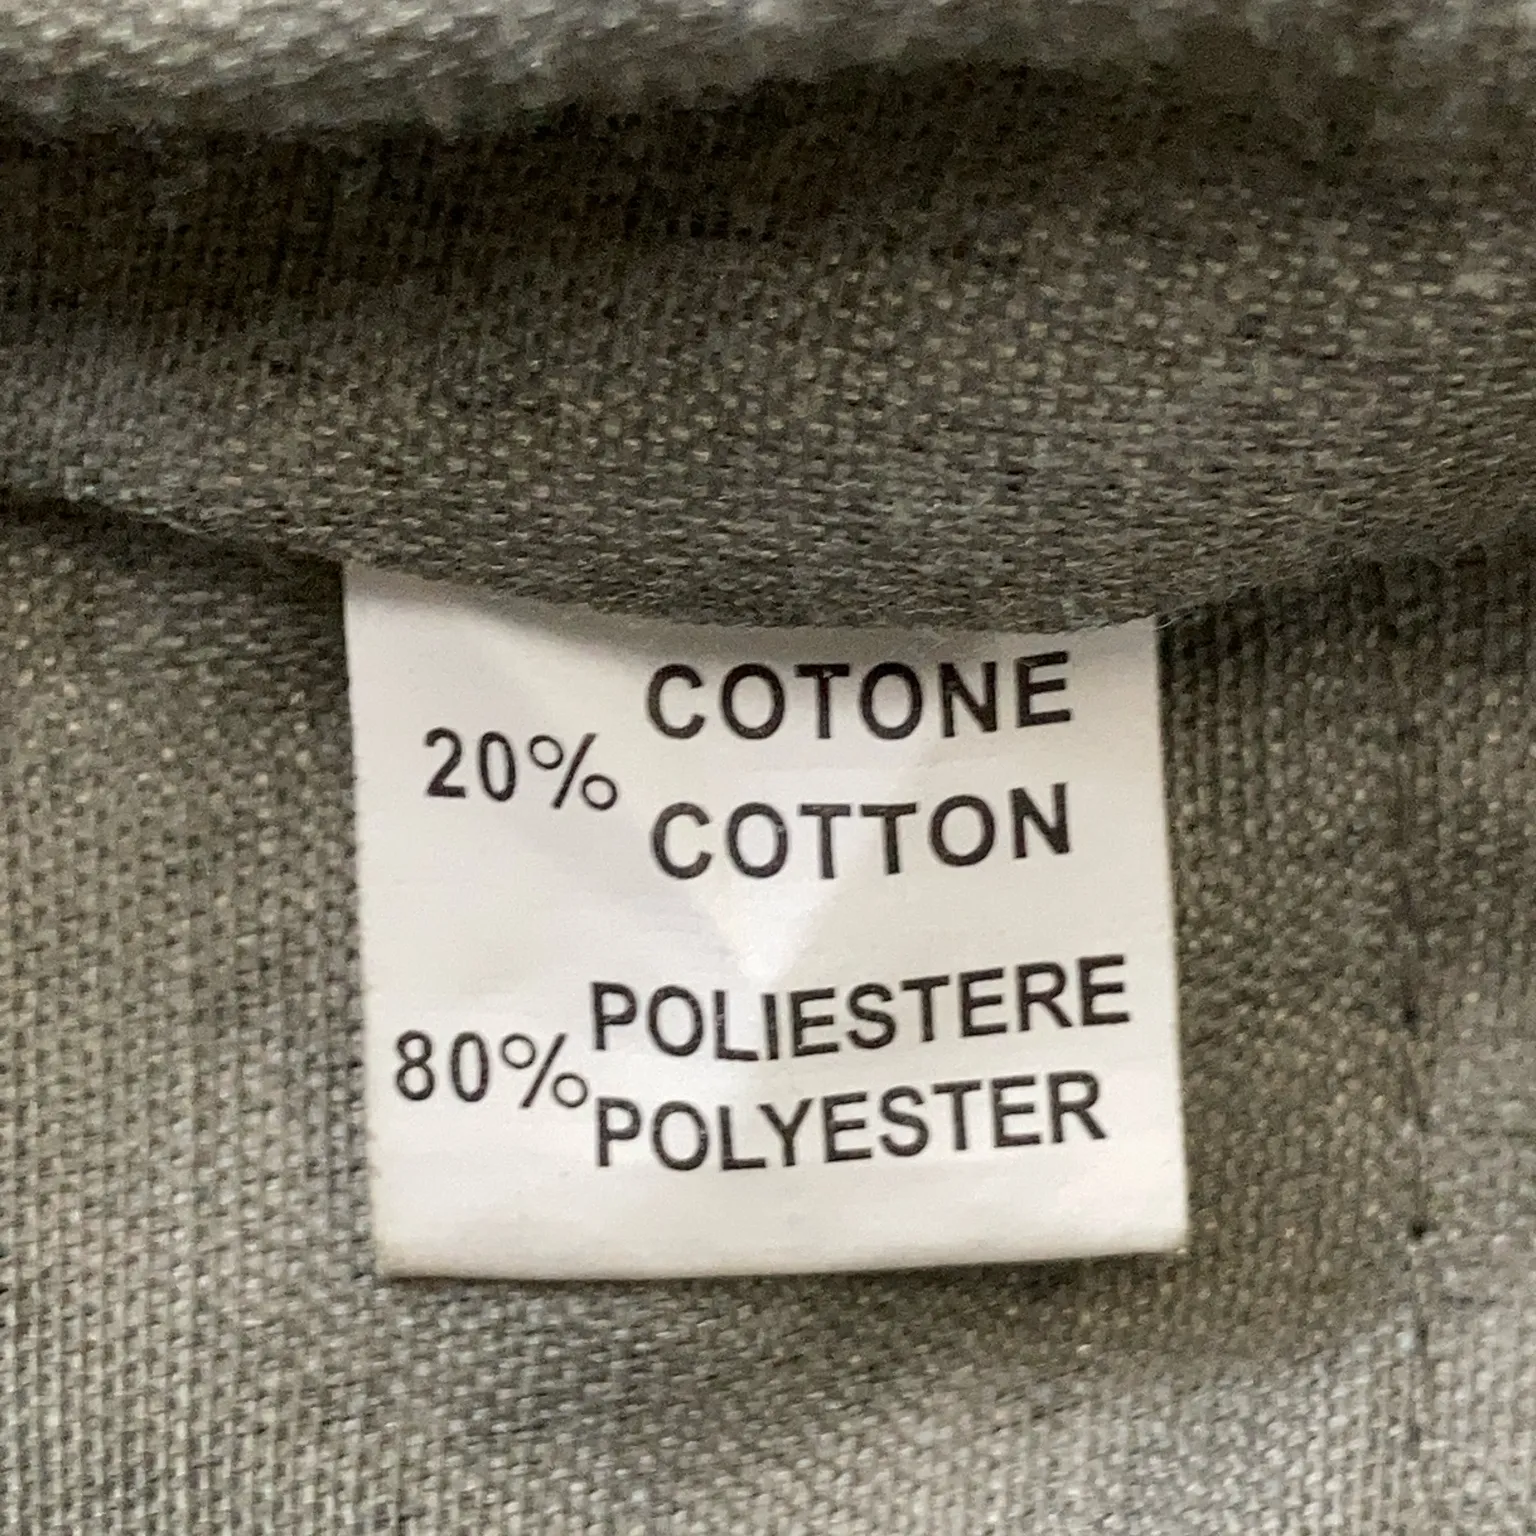 COTONE
20%
COTTON
POLIESTERE
80%
POLYESTER